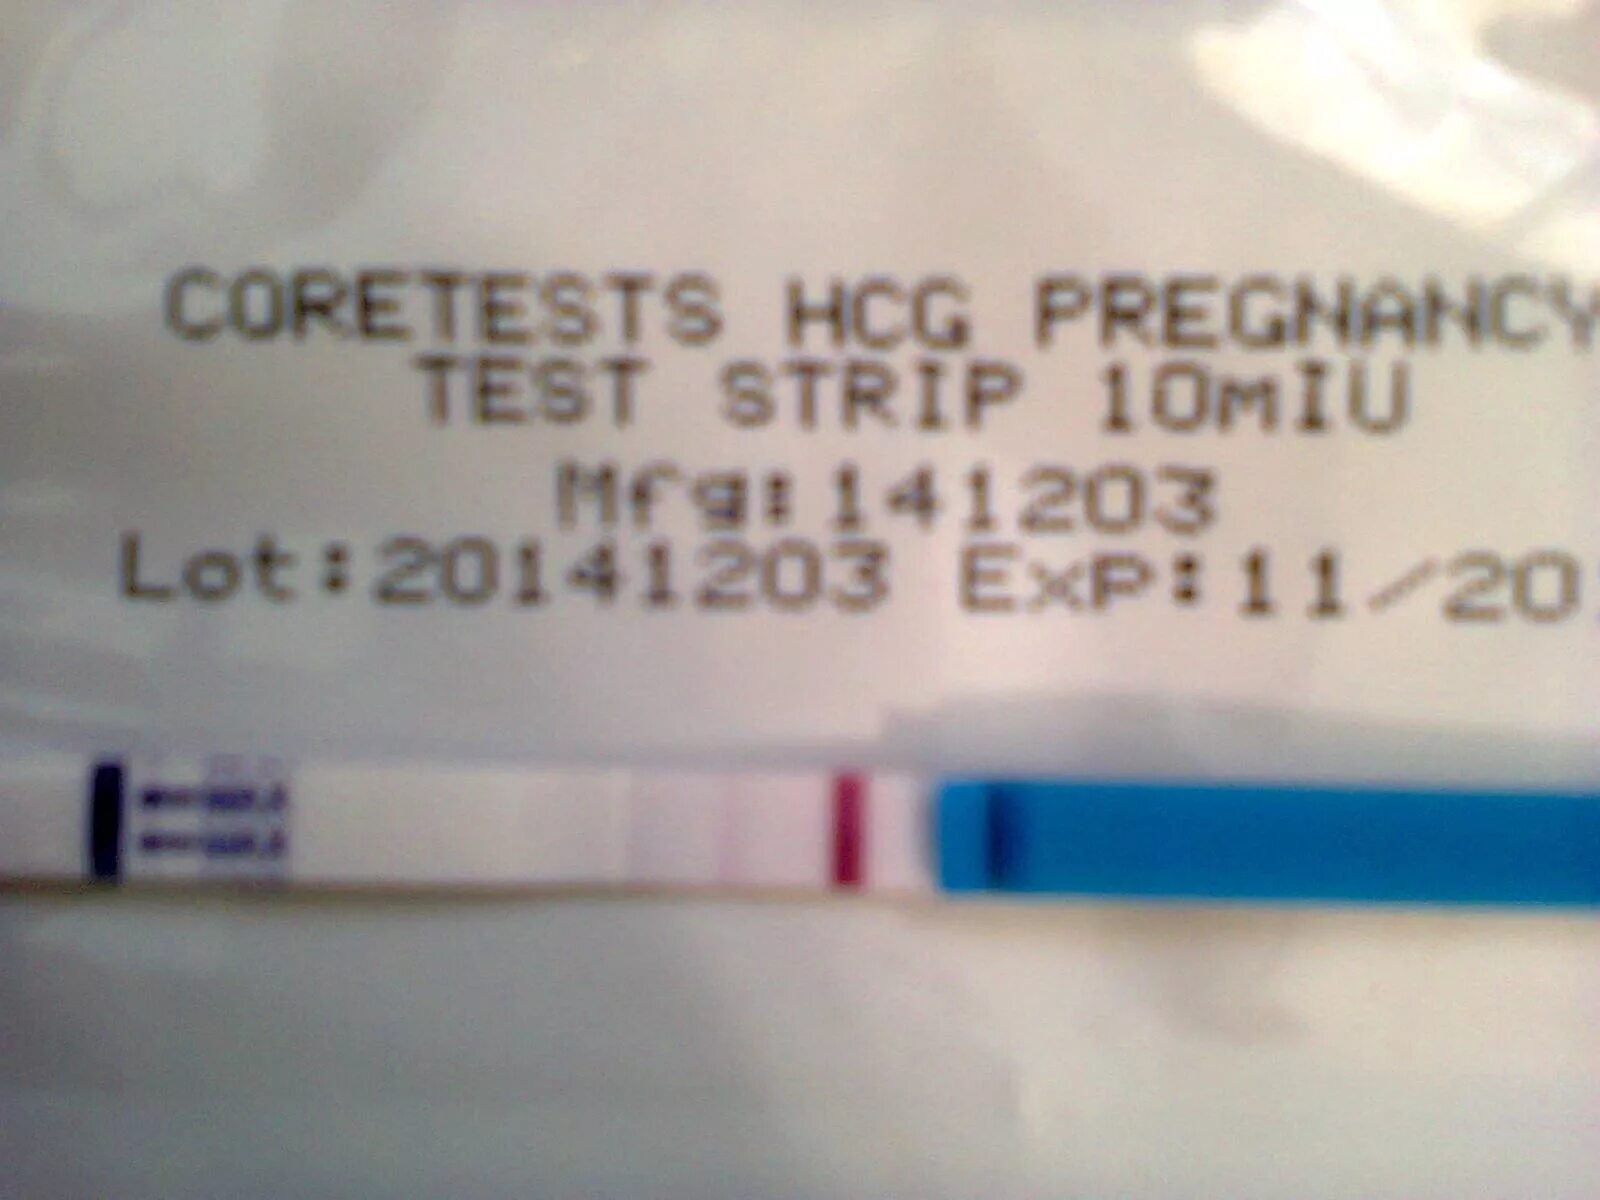 CORETESTS HCG PREGNANCY
TEST STRIP 10mIU
Mfg:141203
Lot:20141203 Exp:11/20